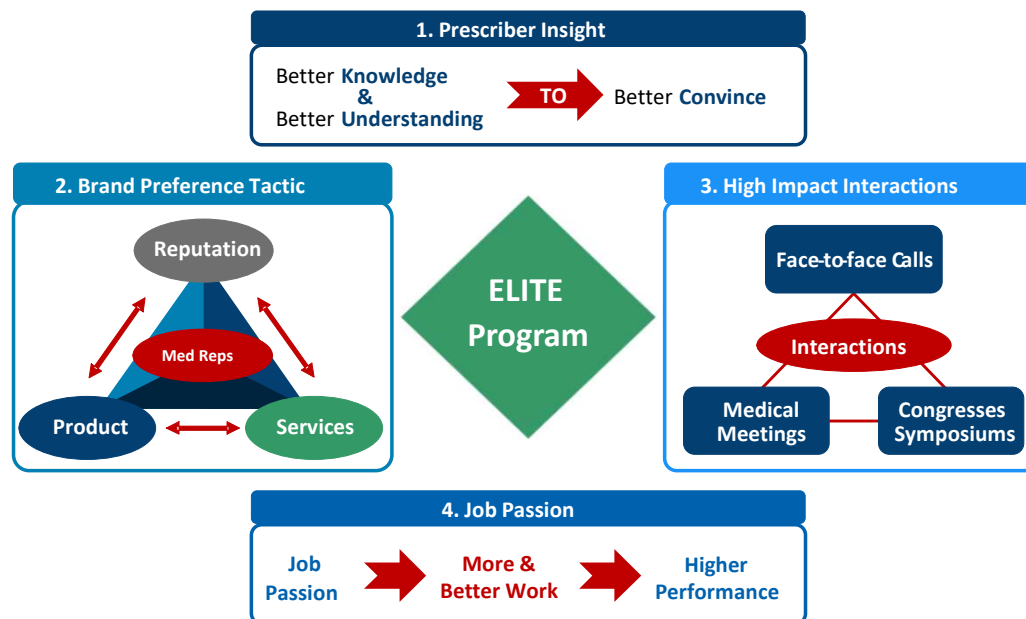 1. Prescriber Insight
Better Knowledge
&
Better Understanding
TO
Better Convince
2. Brand Preference Tactic
Reputation
Med Reps
Product
Services
ELITE
Program
3. High Impact Interactions
Face-to-face Calls
Interactions
Medical
Meetings
Congresses
Symposiums
4. Job Passion
Job
Passion
More &
Better Work
Higher
Performance